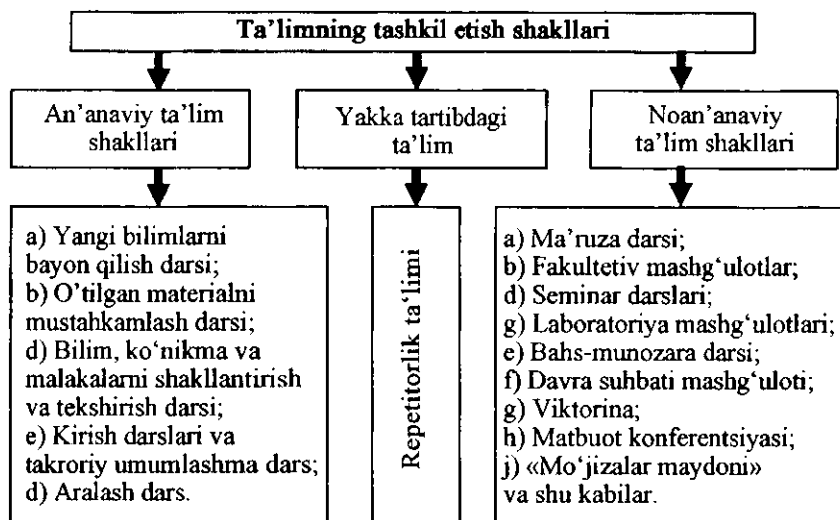 Ta’limning tashkil etish shakllari
An’anaviy ta’lim
shakllari
Yakka tartibdagi
ta’lim
Noan’anaviy
ta’lim shakllari
a) Yangi bilimlarni
bayon qilish darsi;
b) O’tilgan materialni
mustahkamlash darsi;
d) Bilim, ko‘nikma va
malakalarni shakllantirish
va tekshirish darsi;
e) Kirish darslari va
takroriy umumlashma dars;
d) Aralash dars.
Repetitorlik ta‘limi
a) Ma’ruza darsi;
b) Fakultetiv mashg‘ulotlar;
d) Seminar darslari;
g) Laboratoriya mashg‘ulotlari;
e) Bahs-munozara darsi;
f) Davra suhbati mashg‘uloti;
g) Viktorina;
h) Matbuot konferentsiyasi;
j) «Mo‘jizalar maydoni»
va shu kabilar.